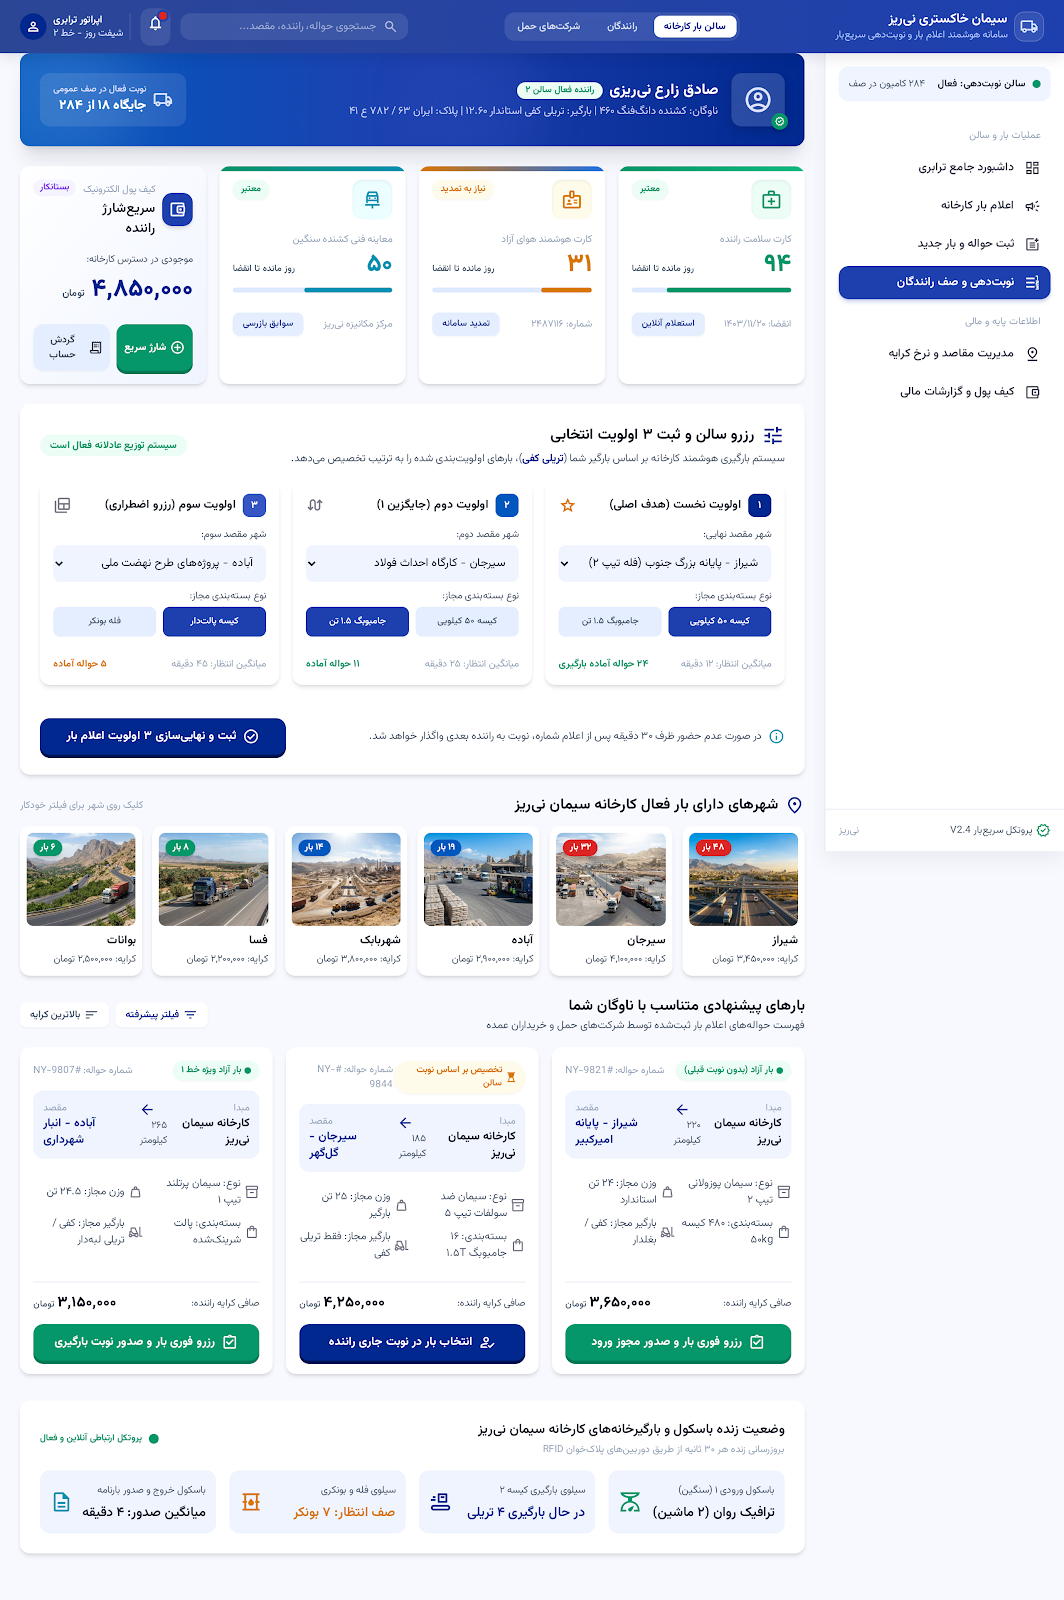 سیمان خاکستری نی‌ریز
سامانه هوشمند اعلام بار و نوبت‌دهی سریع‌بار
سالن بار کارخانه
رانندگان
شرکت‌های حمل
جستجوی حواله، راننده، مقصد...
اپراتور ترابری
شیفت روز - خط ۲
سالن نوبت‌دهی: فعال
۲۸۴ کامیون در صف
عملیات بار و سالن
داشبورد جامع ترابری
اعلام بار کارخانه
ثبت حواله و بار جدید
نوبت‌دهی و صف رانندگان
اطلاعات پایه و مالی
مدیریت مقاصد و نرخ کرایه
کیف پول و گزارشات مالی
پروتکل سریع‌بار V2.4
نی‌ریز
صادق زارع نی‌ریزی
راننده فعال سالن ۲
ناوگان: کشنده دانگ‌فنگ ۴۶۰ | بارگیر: تریلی کفی استاندار ۱۲.۶۰ | پلاک: ایران ۶۳ / ۷۸۲ ع ۴۱
نوبت فعال در صف عمومی
جایگاه ۱۸ از ۲۸۴
معتبر
کارت سلامت راننده
۹۴
روز مانده تا انقضا
انقضا: ۱۴۰۳/۱۱/۲۰
استعلام آنلاین
نیاز به تمدید
کارت هوشمند هوای آزاد
۳۱
روز مانده تا انقضا
شماره: ۲۴۸۷۱۱۶
تمدید سامانه
معتبر
معاینه فنی کشنده سنگین
۵۰
روز مانده تا انقضا
مرکز مکانیزه نی‌ریز
سوابق بازرسی
کیف پول الکترونیک
بستانکار
سریع‌شارژ
راننده
موجودی در دسترس کارخانه:
۴,۸۵۰,۰۰۰ تومان
شارژ سریع
گردش
حساب
رزرو سالن و ثبت ۳ اولویت انتخابی
سیستم بارگیری هوشمند کارخانه بر اساس بارگیر شما (تریلی کفی)، بارهای اولویت‌بندی شده را به ترتیب تخصیص می‌دهد.
سیستم توزیع عادلانه فعال است
۱
اولویت نخست (هدف اصلی)
شهر مقصد نهایی:
شیراز - پایانه بزرگ جنوب (فله تیپ ۲)
نوع بسته‌بندی مجاز:
کیسه ۵۰ کیلویی
جامبوبگ ۱.۵ تن
میانگین انتظار: ۱۲ دقیقه
۲۴ حواله آماده بارگیری
۲
اولویت دوم (جایگزین ۱)
شهر مقصد دوم:
سیرجان - کارگاه احداث فولاد
نوع بسته‌بندی مجاز:
کیسه ۵۰ کیلویی
جامبوبگ ۱.۵ تن
میانگین انتظار: ۲۵ دقیقه
۱۱ حواله آماده
۳
اولویت سوم (رزرو اضطراری)
شهر مقصد سوم:
آباده - پروژه‌های طرح نهضت ملی
نوع بسته‌بندی مجاز:
کیسه پالت‌دار
فله بونکر
میانگین انتظار: ۴۵ دقیقه
۵ حواله آماده
در صورت عدم حضور ظرف ۳۰ دقیقه پس از اعلام شماره، نوبت به راننده بعدی واگذار خواهد شد.
ثبت و نهایی‌سازی ۳ اولویت اعلام بار
شهرهای دارای بار فعال کارخانه سیمان نی‌ریز
کلیک روی شهر برای فیلتر خودکار
۴۸ بار
شیراز
کرایه: ۳,۴۵۰,۰۰۰ تومان
۳۲ بار
سیرجان
کرایه: ۴,۱۰۰,۰۰۰ تومان
۱۹ بار
آباده
کرایه: ۲,۹۰۰,۰۰۰ تومان
۱۴ بار
شهربابک
کرایه: ۳,۸۰۰,۰۰۰ تومان
۸ بار
فسا
کرایه: ۲,۲۰۰,۰۰۰ تومان
۶ بار
بوانات
کرایه: ۲,۵۰۰,۰۰۰ تومان
بارهای پیشنهادی متناسب با ناوگان شما
فهرست حواله‌های اعلام بار ثبت‌شده توسط شرکت‌های حمل و خریداران عمده
فیلتر پیشرفته
بالاترین کرایه
بار آزاد (بدون نوبت قبلی)
شماره حواله: #NY-9821
مبدا
کارخانه سیمان
نی‌ریز
۲۲۰
کیلومتر
مقصد
شیراز - پایانه
امیرکبیر
نوع: سیمان پوزولانی
تیپ ۲
وزن مجاز: ۲۴ تن
استاندارد
بسته‌بندی: ۴۸۰ کیسه
۵۰kg
بارگیر مجاز: کفی /
بغلدار
صافی کرایه راننده:
۳,۶۵۰,۰۰۰ تومان
رزرو فوری بار و صدور مجوز ورود
تخصیص بر اساس نوبت
سالن
شماره حواله: #NY-
9844
مبدا
کارخانه سیمان
نی‌ریز
۱۸۵
کیلومتر
مقصد
سیرجان -
گل‌گهر
نوع: سیمان ضد
سولفات تیپ ۵
وزن مجاز: ۲۵ تن
بارگیر
بسته‌بندی: ۱۶
جامبوبگ ۱.۵T
بارگیر مجاز: فقط تریلی
کفی
صافی کرایه راننده:
۴,۲۵۰,۰۰۰ تومان
انتخاب بار در نوبت جاری راننده
بار آزاد ویژه خط ۱
شماره حواله: #NY-9807
مبدا
کارخانه سیمان
نی‌ریز
۲۶۵
کیلومتر
مقصد
آباده - انبار
شهرداری
نوع: سیمان پرتلند
تیپ ۱
وزن مجاز: ۲۴.۵ تن
بسته‌بندی: پالت
شرینک‌شده
بارگیر مجاز: کفی /
تریلی لبه‌دار
صافی کرایه راننده:
۳,۱۵۰,۰۰۰ تومان
رزرو فوری بار و صدور نوبت بارگیری
وضعیت زنده باسکول و بارگیرخانه‌های کارخانه سیمان نی‌ریز
بروزرسانی زنده هر ۳۰ ثانیه از طریق دوربین‌های پلاک‌خوان RFID
پروتکل ارتباطی آنلاین و فعال
باسکول ورودی ۱ (سنگین)
ترافیک روان (۲ ماشین)
سیلوی بارگیری کیسه ۲
در حال بارگیری ۴ تریلی
سیلوی فله و بونکری
صف انتظار: ۷ بونکر
باسکول خروج و صدور بارنامه
میانگین صدور: ۴ دقیقه